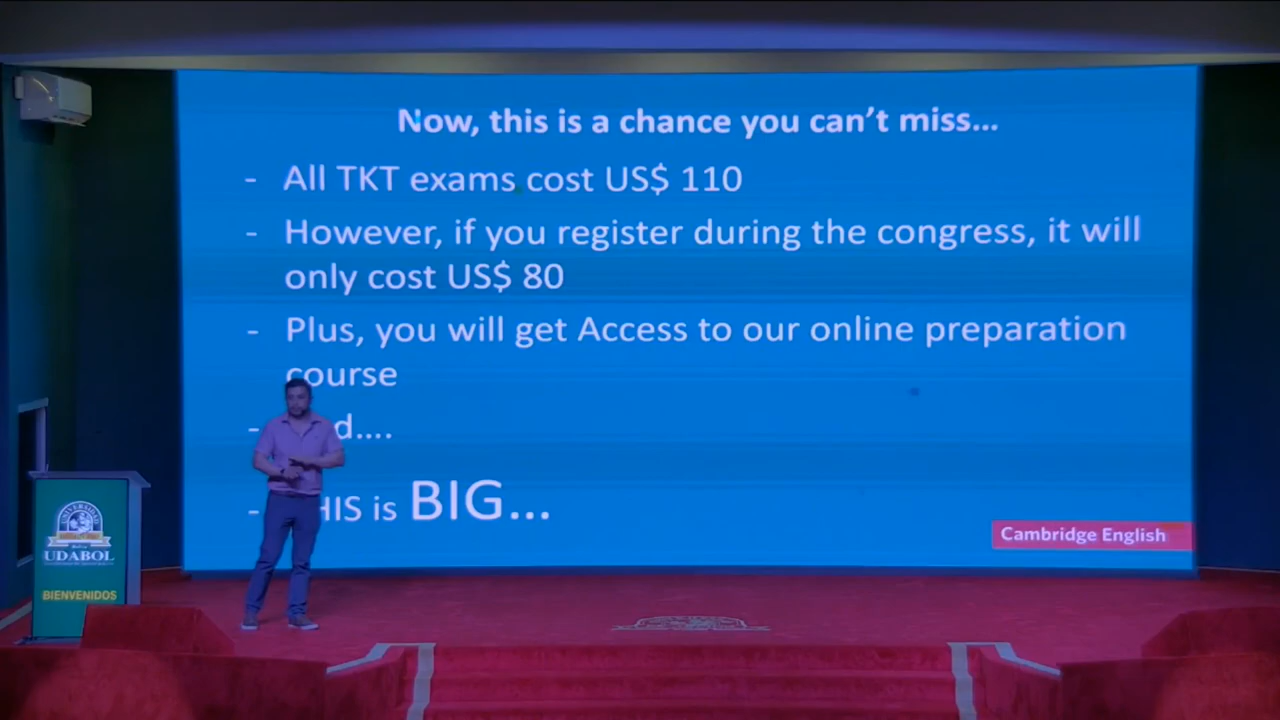 Now, this is a chance you can't miss...
- All TKT exams cost US$ 110
- However, if you register during the congress, it will
only cost US$ 80
- Plus, you will get Access to our online preparation
course
- d....
- HIS is BIG...
Cambridge English
UNIVERSIDAD
UDABOL
BIENVENIDOS